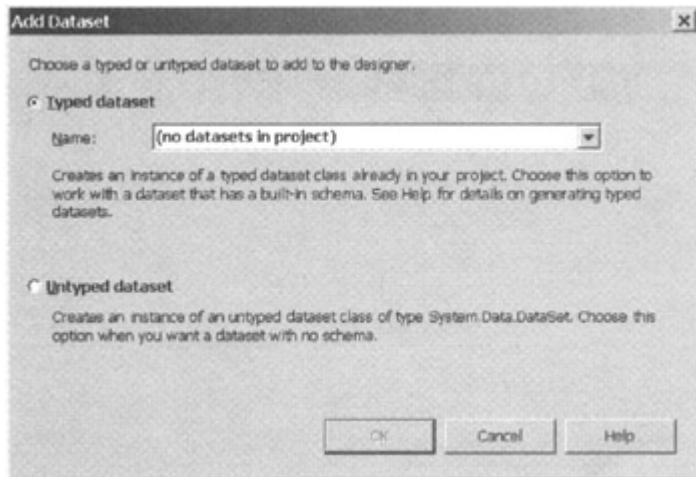 Add Dataset
Choose a typed or untyped dataset to add to the designer.
Typed dataset
Name: (no datasets in project)
Creates an instance of a typed dataset class already in your project. Choose this option to
work with a dataset that has a built-in schema. See Help for details on generating typed
datasets.
Untyped dataset
Creates an instance of an untyped dataset class of type System.Data.DataSet. Choose this
option when you want a dataset with no schema.
OK Cancel Help